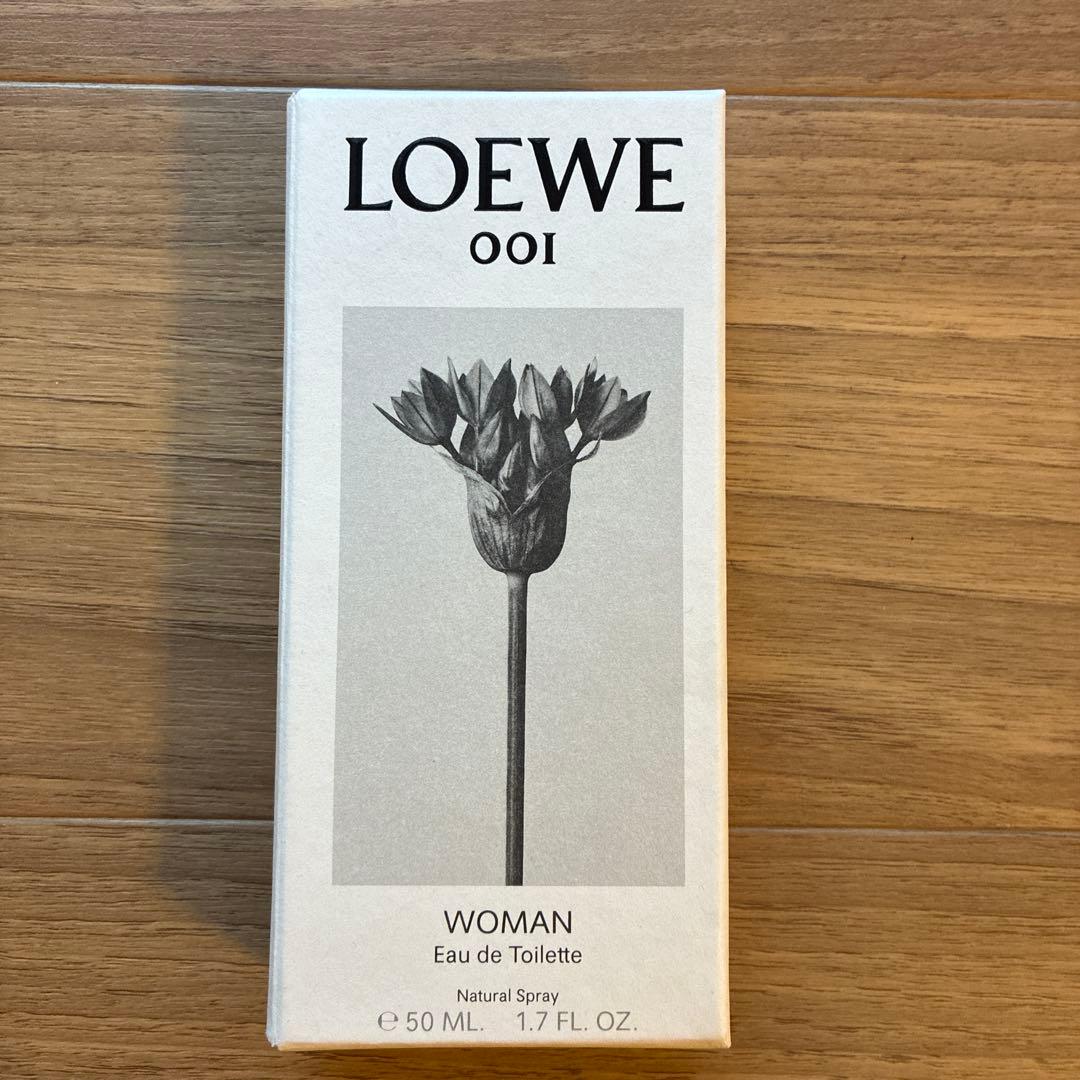 LOEWE
001
WOMAN
Eau de Toilette
Natural Spray
℮ 50 ML. 1.7 FL. OZ.